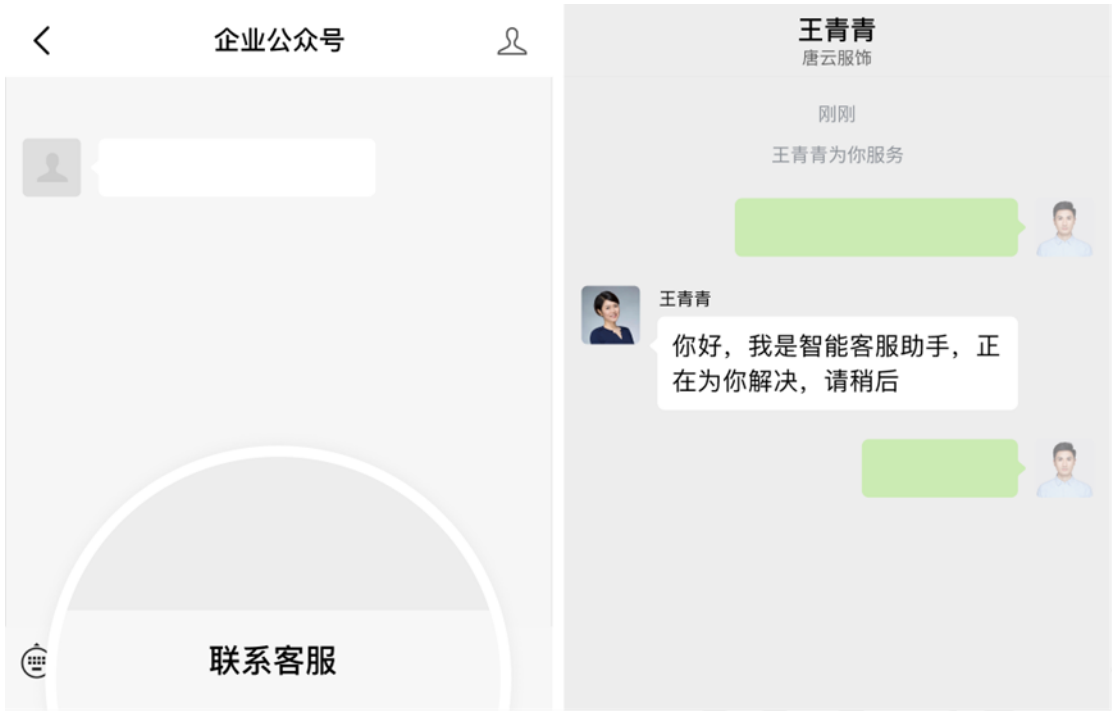 企业公众号
联系客服
王青青
唐云服饰
刚刚
王青青为你服务
王青青
你好，我是智能客服助手，正
在为你解决，请稍后